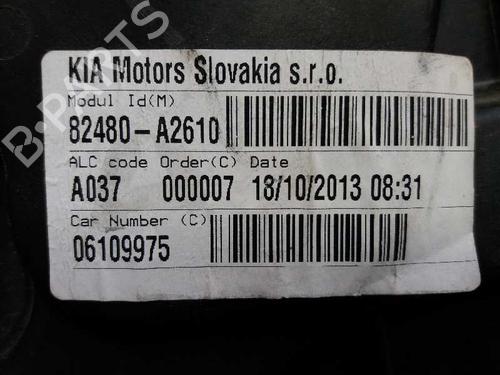 B-PARTS
KIA Motors Slovakia s.r.o.
Modul Id(M)
82480-A2610
ALC code Order(C) Date
A037 000007 18/10/2013 08:31
Car Number (C)
06109975